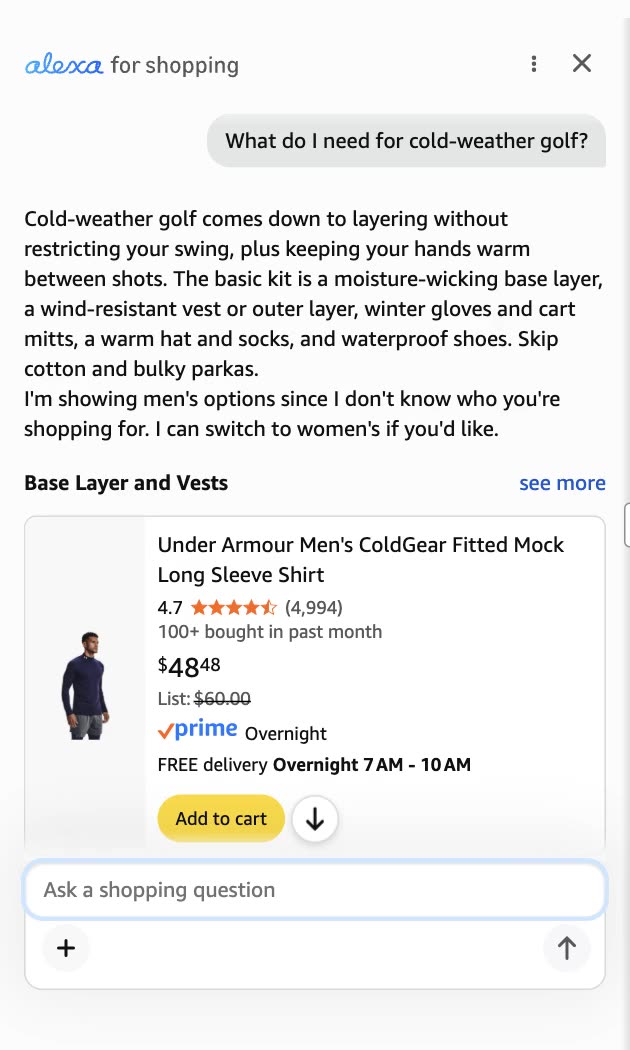 alexa for shopping
What do I need for cold-weather golf?
Cold-weather golf comes down to layering without
restricting your swing, plus keeping your hands warm
between shots. The basic kit is a moisture-wicking base layer,
a wind-resistant vest or outer layer, winter gloves and cart
mitts, a warm hat and socks, and waterproof shoes. Skip
cotton and bulky parkas.
I'm showing men's options since I don't know who you're
shopping for. I can switch to women's if you'd like.
Base Layer and Vests see more
Under Armour Men's ColdGear Fitted Mock
Long Sleeve Shirt
4.7 (4,994)
100+ bought in past month
$4848
List: $60.00
prime Overnight
FREE delivery Overnight 7 AM - 10 AM
Add to cart
Ask a shopping question